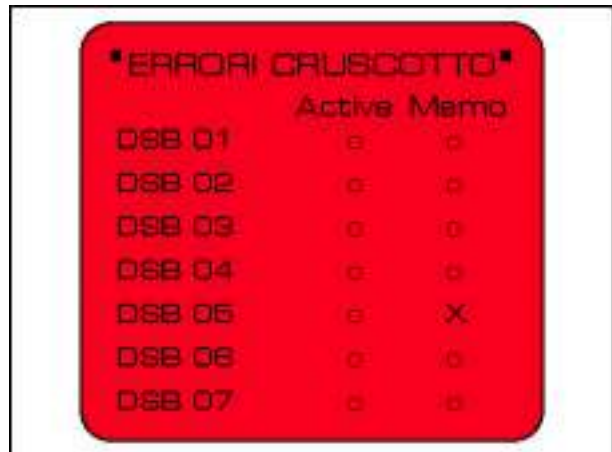 "ERRORI CRUSCOTTO"
Active Memo
DSB 01 o o
DSB 02 o o
DSB 03 o o
DSB 04 o o
DSB 05 o X
DSB 06 o o
DSB 07 o o